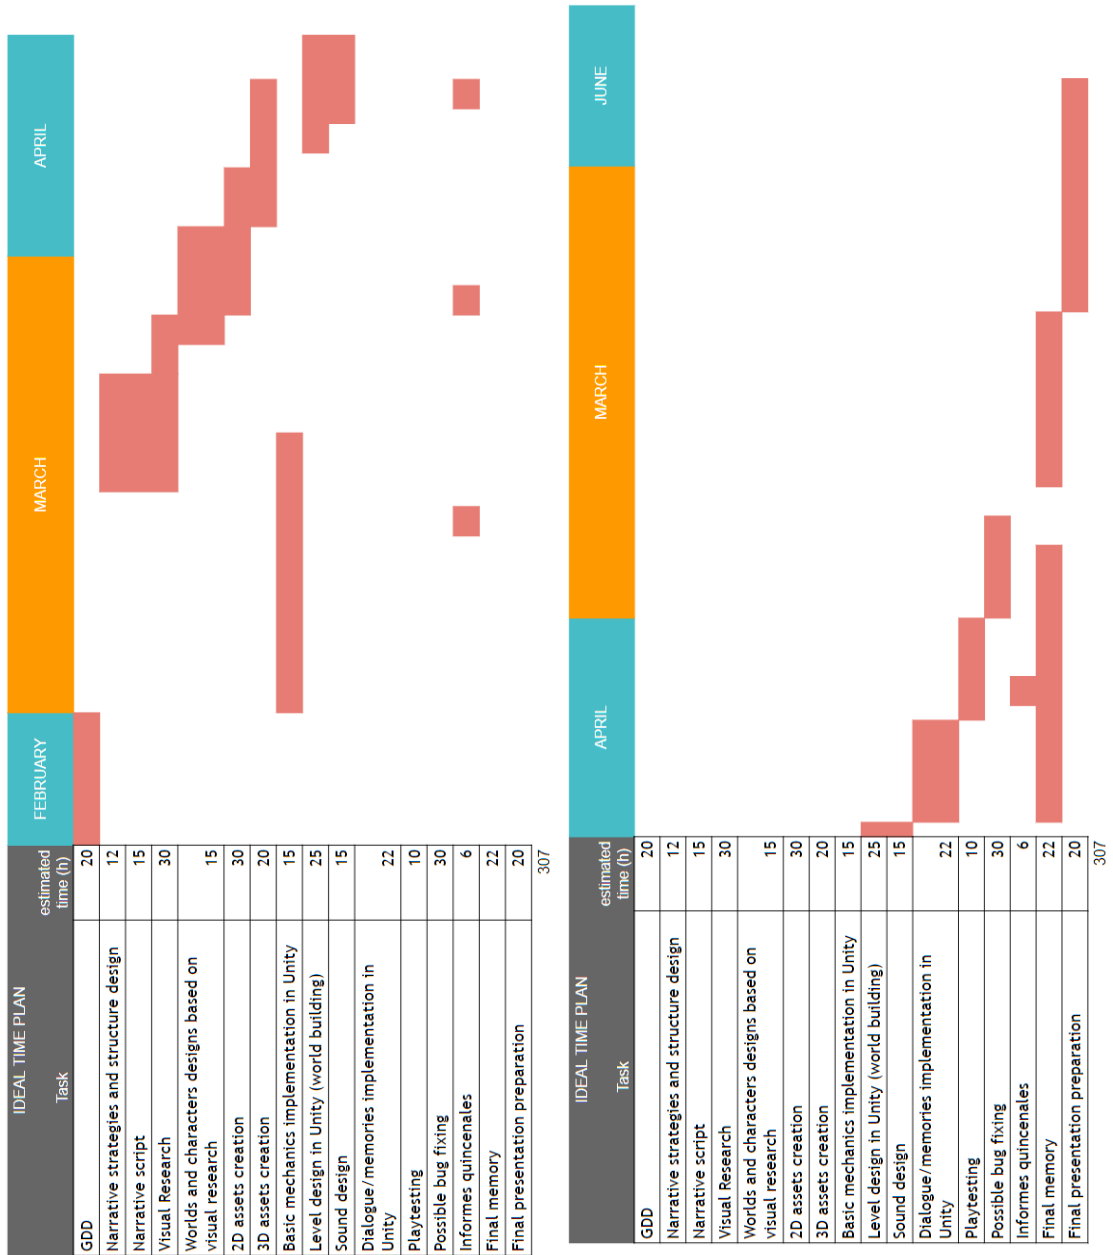 IDEAL TIME PLAN
Task
estimated
time (h)
FEBRUARY
MARCH
APRIL
GDD
20
Narrative strategies and structure design
12
Narrative script
15
Visual Research
30
Worlds and characters designs based on
visual research
15
2D assets creation
30
3D assets creation
20
Basic mechanics implementation in Unity
15
Level design in Unity (world building)
25
Sound design
15
Dialogue/memories implementation in
Unity
22
Playtesting
10
Possible bug fixing
30
Informes quincenales
6
Final memory
22
Final presentation preparation
20
307
IDEAL TIME PLAN
Task
estimated
time (h)
APRIL
MARCH
JUNE
GDD
20
Narrative strategies and structure design
12
Narrative script
15
Visual Research
30
Worlds and characters designs based on
visual research
15
2D assets creation
30
3D assets creation
20
Basic mechanics implementation in Unity
15
Level design in Unity (world building)
25
Sound design
15
Dialogue/memories implementation in
Unity
22
Playtesting
10
Possible bug fixing
30
Informes quincenales
6
Final memory
22
Final presentation preparation
20
307